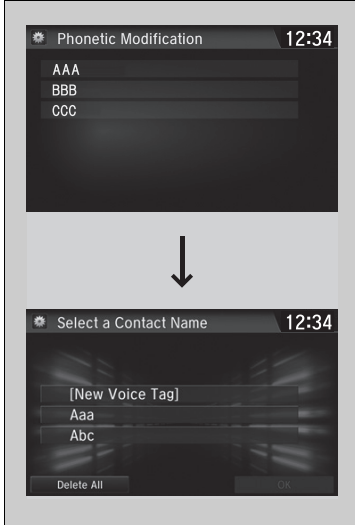 Phonetic Modification 12:34
AAA
BBB
CCC
Select a Contact Name 12:34
[New Voice Tag]
Aaa
Abc
Delete All OK